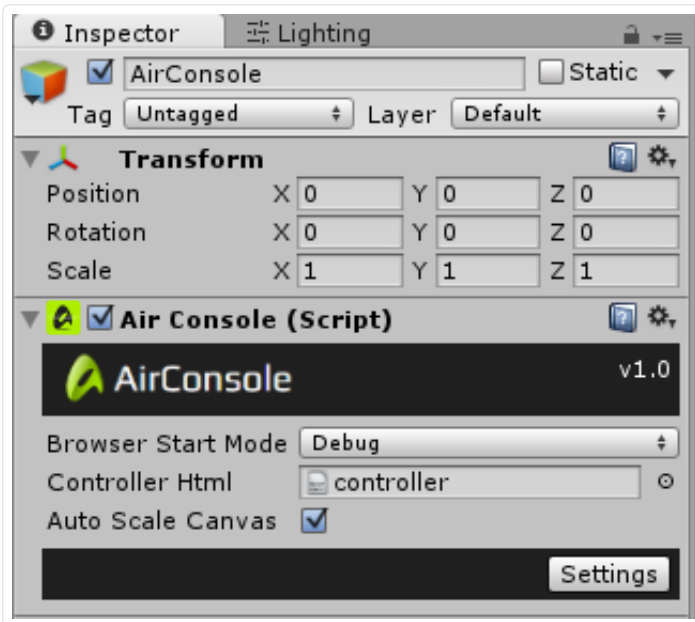 Inspector Lighting
AirConsole Static
Tag Untagged Layer Default
Transform
Position X 0 Y 0 Z 0
Rotation X 0 Y 0 Z 0
Scale X 1 Y 1 Z 1
Air Console (Script)
AirConsole v1.0
Browser Start Mode Debug
Controller Html controller
Auto Scale Canvas
Settings